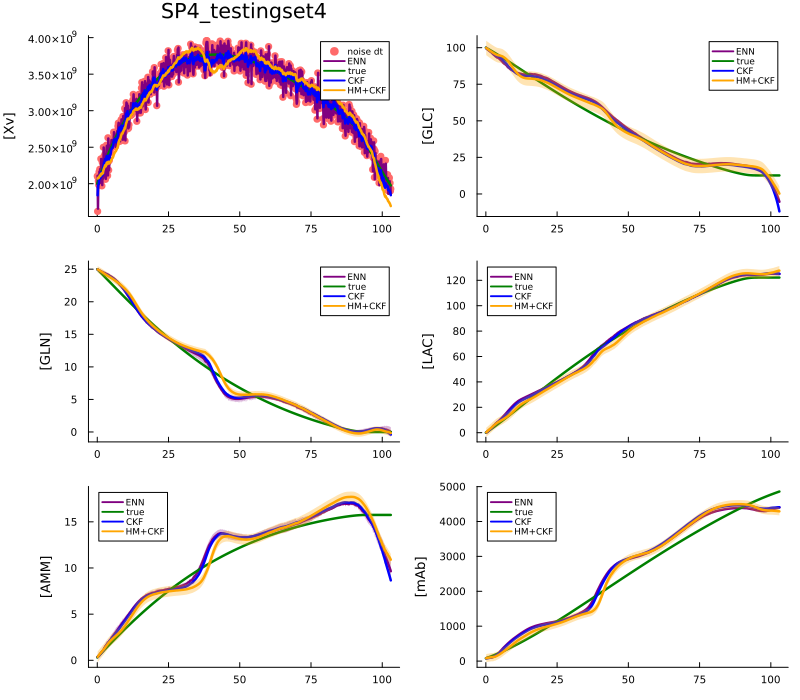 SP4_testingset4
[Xv]
4.00×10⁹
3.50×10⁹
3.00×10⁹
2.50×10⁹
2.00×10⁹
noise dt
ENN
true
CKF
HM+CKF
0 25 50 75 100
[GLC]
100
75
50
25
0
ENN
true
CKF
HM+CKF
0 25 50 75 100
[GLN]
25
20
15
10
5
0
ENN
true
CKF
HM+CKF
0 25 50 75 100
[LAC]
120
100
80
60
40
20
0
ENN
true
CKF
HM+CKF
0 25 50 75 100
[AMM]
15
10
5
0
ENN
true
CKF
HM+CKF
0 25 50 75 100
[mAb]
5000
4000
3000
2000
1000
0
ENN
true
CKF
HM+CKF
0 25 50 75 100